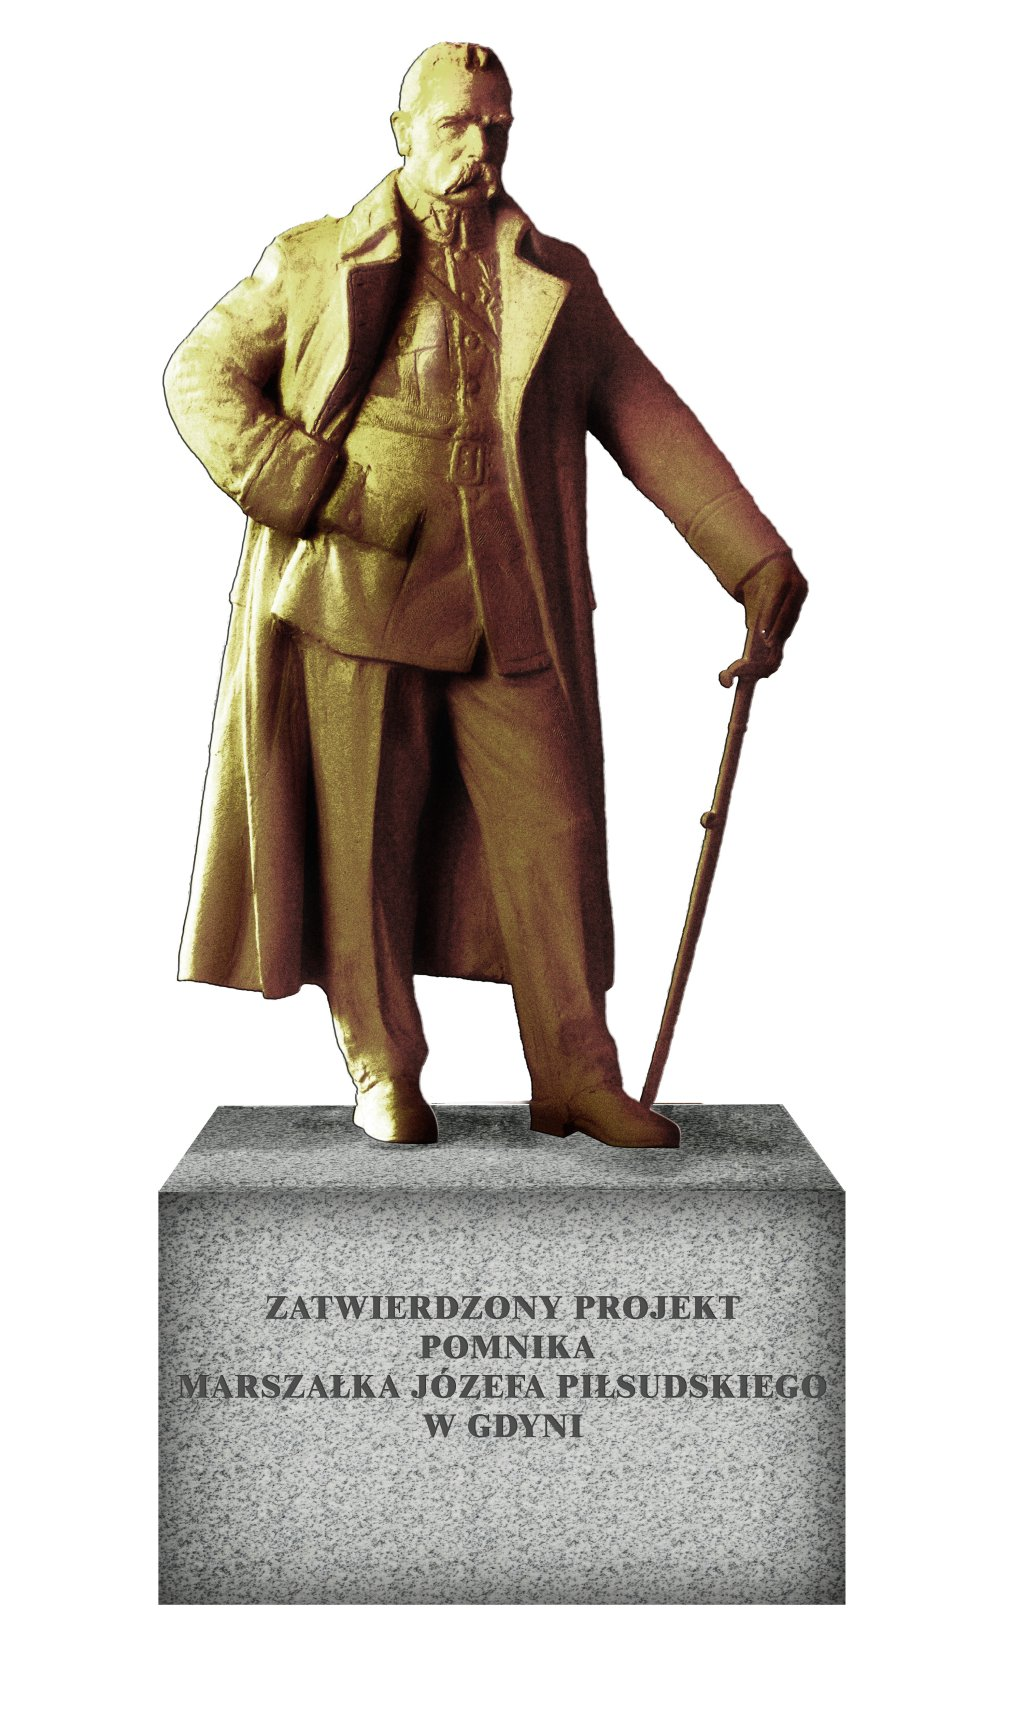 ZATWIERDZONY PROJEKT
POMNIKA
MARSZAŁKA JÓZEFA PIŁSUDSKIEGO
W GDYNI